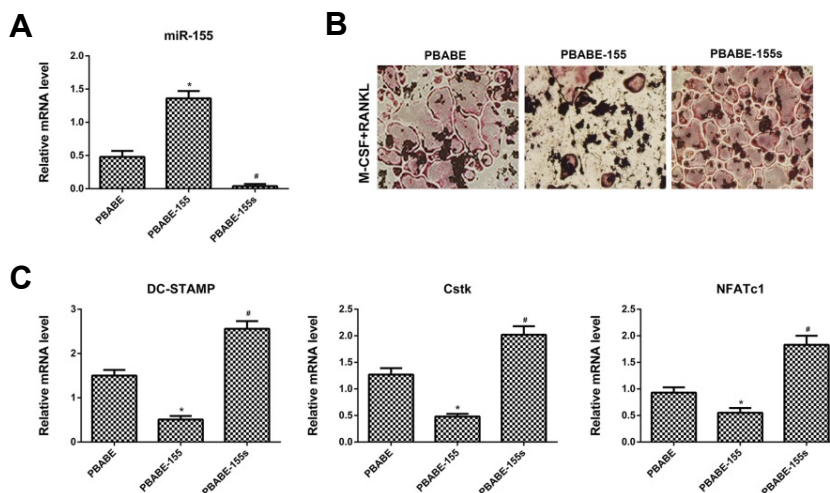 A
miR-155
Relative mRNA level
2.0
1.5
1.0
0.5
0.0
*
#
PBABE
PBABE-155
PBABE-155s
B
PBABE
PBABE-155
PBABE-155s
M-CSF+RANKL
C
DC-STAMP
Relative mRNA level
3
2
1
0
*
#
PBABE
PBABE-155
PBABE-155s
Cstk
Relative mRNA level
2.5
2.0
1.5
1.0
0.5
0.0
*
#
PBABE
PBABE-155
PBABE-155s
NFATc1
Relative mRNA level
2.5
2.0
1.5
1.0
0.5
0.0
*
#
PBABE
PBABE-155
PBABE-155s